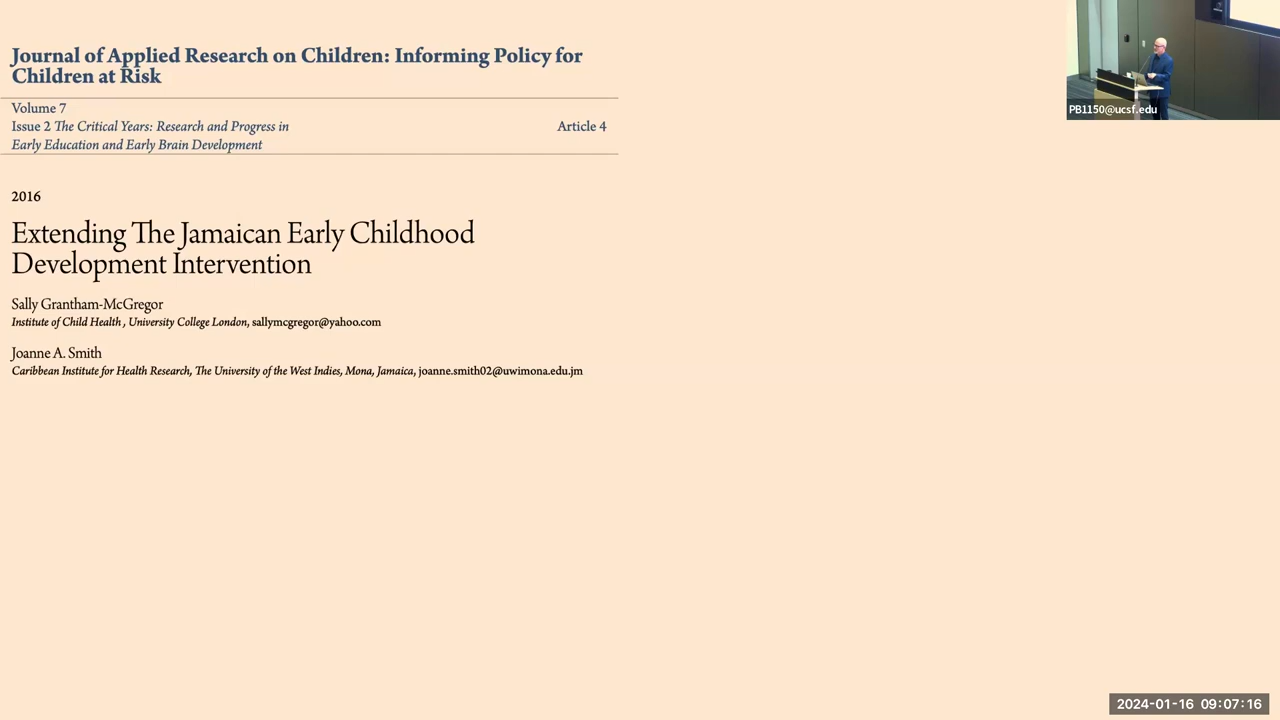 Journal of Applied Research on Children: Informing Policy for
Children at Risk
Volume 7
Issue 2 The Critical Years: Research and Progress in
Early Education and Early Brain Development
Article 4
2016
Extending The Jamaican Early Childhood
Development Intervention
Sally Grantham-McGregor
Institute of Child Health , University College London, sallymcgregor@yahoo.com
Joanne A. Smith
Caribbean Institute for Health Research, The University of the West Indies, Mona, Jamaica, joanne.smith02@uwimona.edu.jm
PB1150@ucsf.edu
2024-01-16 09:07:16